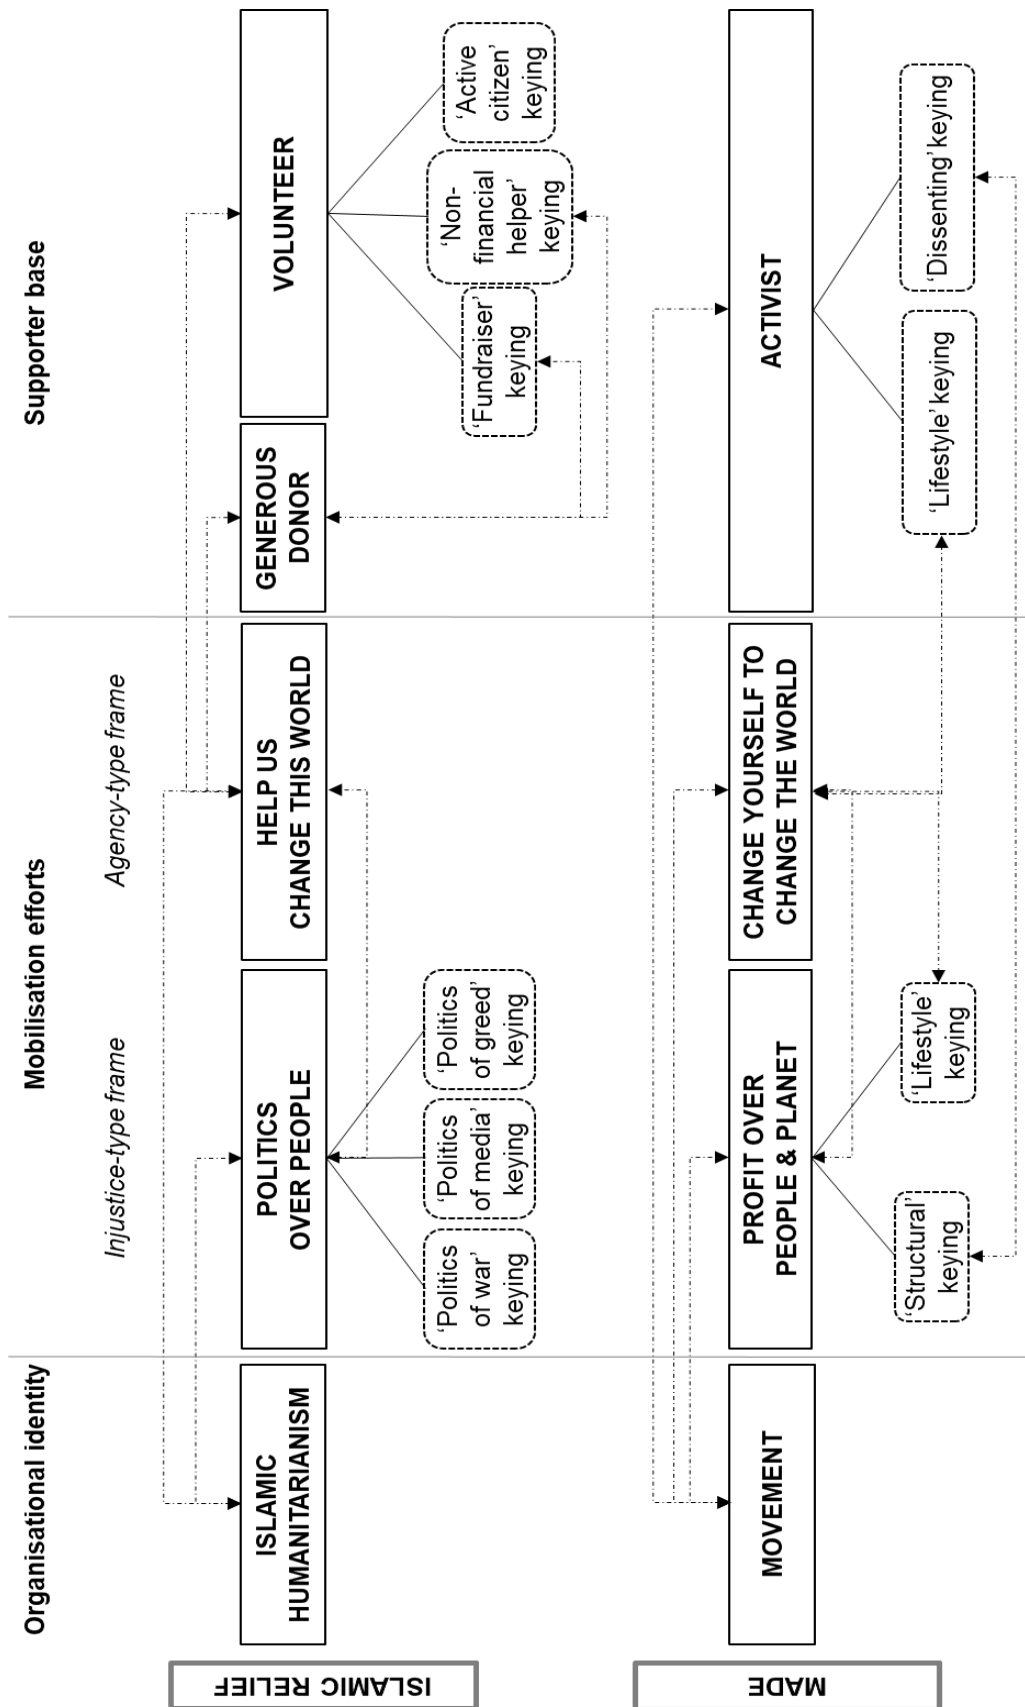 Organisational identity
Mobilisation efforts
Supporter base
Injustice-type frame
Agency-type frame
ISLAMIC RELIEF
ISLAMIC
HUMANITARIANISM
POLITICS
OVER PEOPLE
HELP US
CHANGE THIS WORLD
GENEROUS
DONOR
VOLUNTEER
‘Politics
of war’
keying
‘Politics
of media’
keying
‘Politics
of greed’
keying
‘Fundraiser’
keying
‘Non-
financial
helper’
keying
‘Active
citizen’
keying
MADE
MOVEMENT
PROFIT OVER
PEOPLE & PLANET
CHANGE YOURSELF TO
CHANGE THE WORLD
ACTIVIST
‘Structural’
keying
‘Lifestyle’
keying
‘Lifestyle’ keying
‘Dissenting’ keying